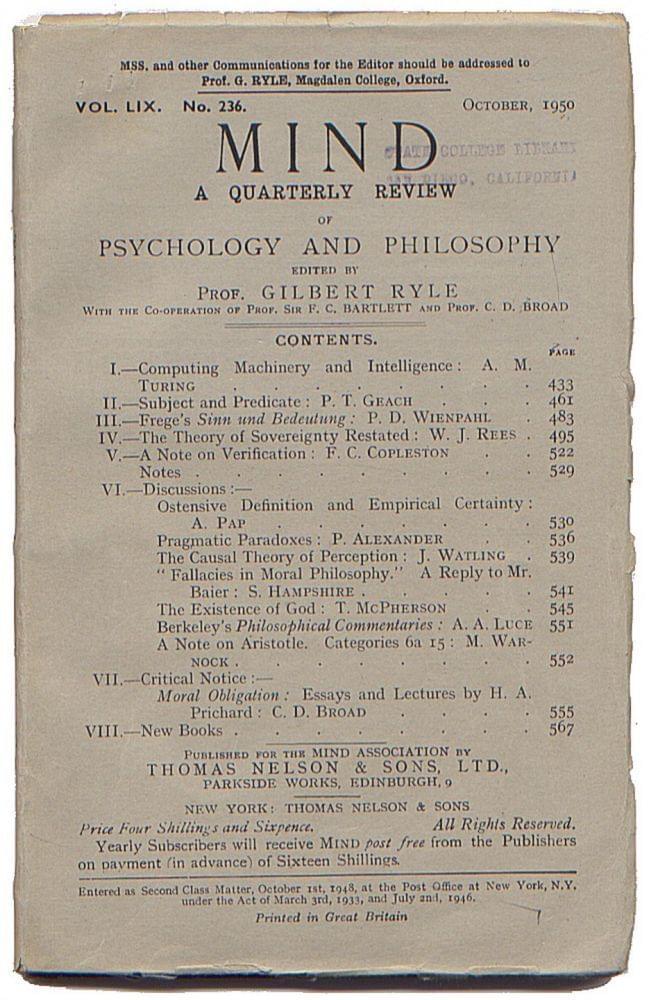 MSS. and other Communications for the Editor should be addressed to
Prof. G. RYLE, Magdalen College, Oxford.
VOL. LIX. No. 236. OCTOBER, 1950
MIND
STATE COLLEGE LIBRARY
SAN DIEGO, CALIFORNIA
A QUARTERLY REVIEW
OF
PSYCHOLOGY AND PHILOSOPHY
EDITED BY
PROF. GILBERT RYLE
WITH THE CO-OPERATION OF PROF. SIR F. C. BARTLETT AND PROF. C. D. BROAD
CONTENTS.
PAGE
I.—Computing Machinery and Intelligence : A. M.
TURING . . . . . . . . 433
II.—Subject and Predicate : P. T. GEACH . . . 461
III.—Frege's Sinn und Bedeutung : P. D. WIENPAHL . 483
IV.—The Theory of Sovereignty Restated : W. J. REES . 495
V.—A Note on Verification : F. C. COPLESTON . . 522
Notes . . . . . . . . . 529
VI.—Discussions :—
Ostensive Definition and Empirical Certainty :
A. PAP . . . . . . . 530
Pragmatic Paradoxes : P. ALEXANDER . . . 536
The Causal Theory of Perception : J. WATLING . 539
" Fallacies in Moral Philosophy." A Reply to Mr.
Baier : S. HAMPSHIRE . . . . . 541
The Existence of God : T. MCPHERSON . . 545
Berkeley's Philosophical Commentaries : A. A. LUCE 551
A Note on Aristotle. Categories 6a 15 : M. WAR-
NOCK . . . . . . . . 552
VII.—Critical Notice :—
Moral Obligation : Essays and Lectures by H. A.
Prichard : C. D. BROAD . . . . 555
VIII.—New Books . . . . . . . . 567
PUBLISHED FOR THE MIND ASSOCIATION BY
THOMAS NELSON & SONS, LTD.,
PARKSIDE WORKS, EDINBURGH, 9
NEW YORK: THOMAS NELSON & SONS
Price Four Shillings and Sixpence. All Rights Reserved.
Yearly Subscribers will receive MIND post free from the Publishers
on payment (in advance) of Sixteen Shillings.
Entered as Second Class Matter, October 1st, 1948, at the Post Office at New York, N.Y.
under the Act of March 3rd, 1933, and July 2nd, 1946.
Printed in Great Britain